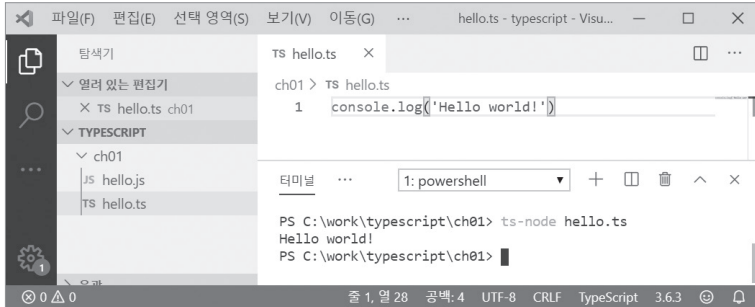 파일(F) 편집(E) 선택 영역(S) 보기(V) 이동(G) ··· hello.ts - typescript - Visu...
탐색기
열려 있는 편집기
TS hello.ts ch01
TYPESCRIPT
ch01
JS hello.js
TS hello.ts
TS hello.ts
ch01 > TS hello.ts
1 console.log('Hello world!')
터미널 ··· 1: powershell
PS C:\work\typescript\ch01> ts-node hello.ts
Hello world!
PS C:\work\typescript\ch01>
1
0 0 줄 1, 열 28 공백: 4 UTF-8 CRLF TypeScript 3.6.3